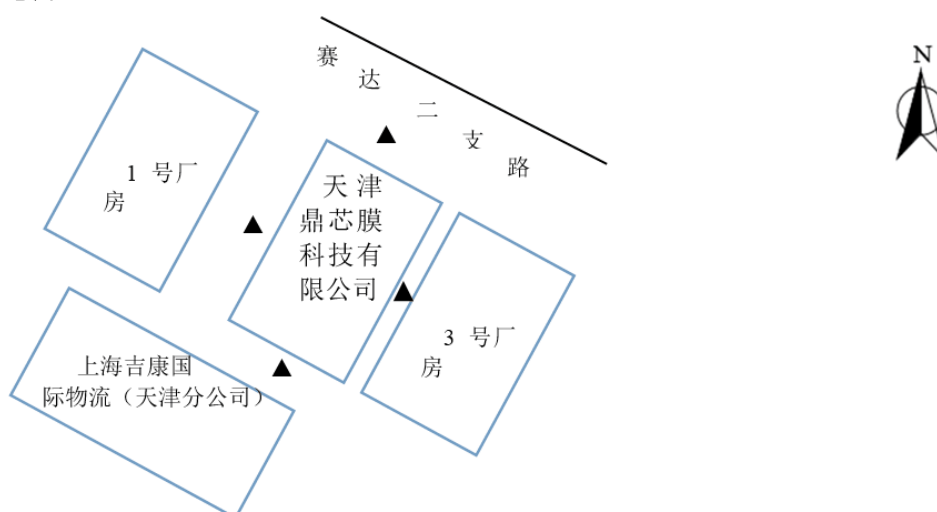 赛达二支路
N
1 号厂
房
天津
鼎芯膜
科技有
限公司
3 号厂
房
上海吉康国
际物流（天津分公司）